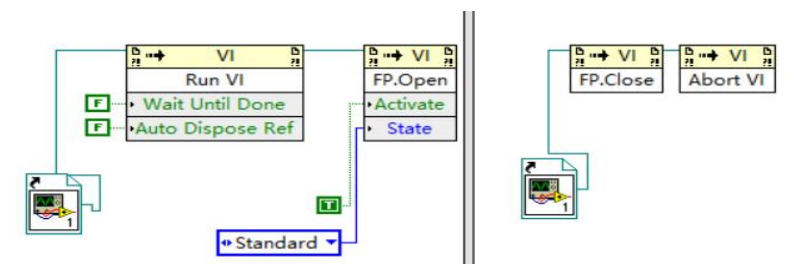 VI
Run VI
F Wait Until Done
F Auto Dispose Ref
1
VI
FP.Open
Activate
State
T
Standard
VI
FP.Close
VI
Abort VI
1